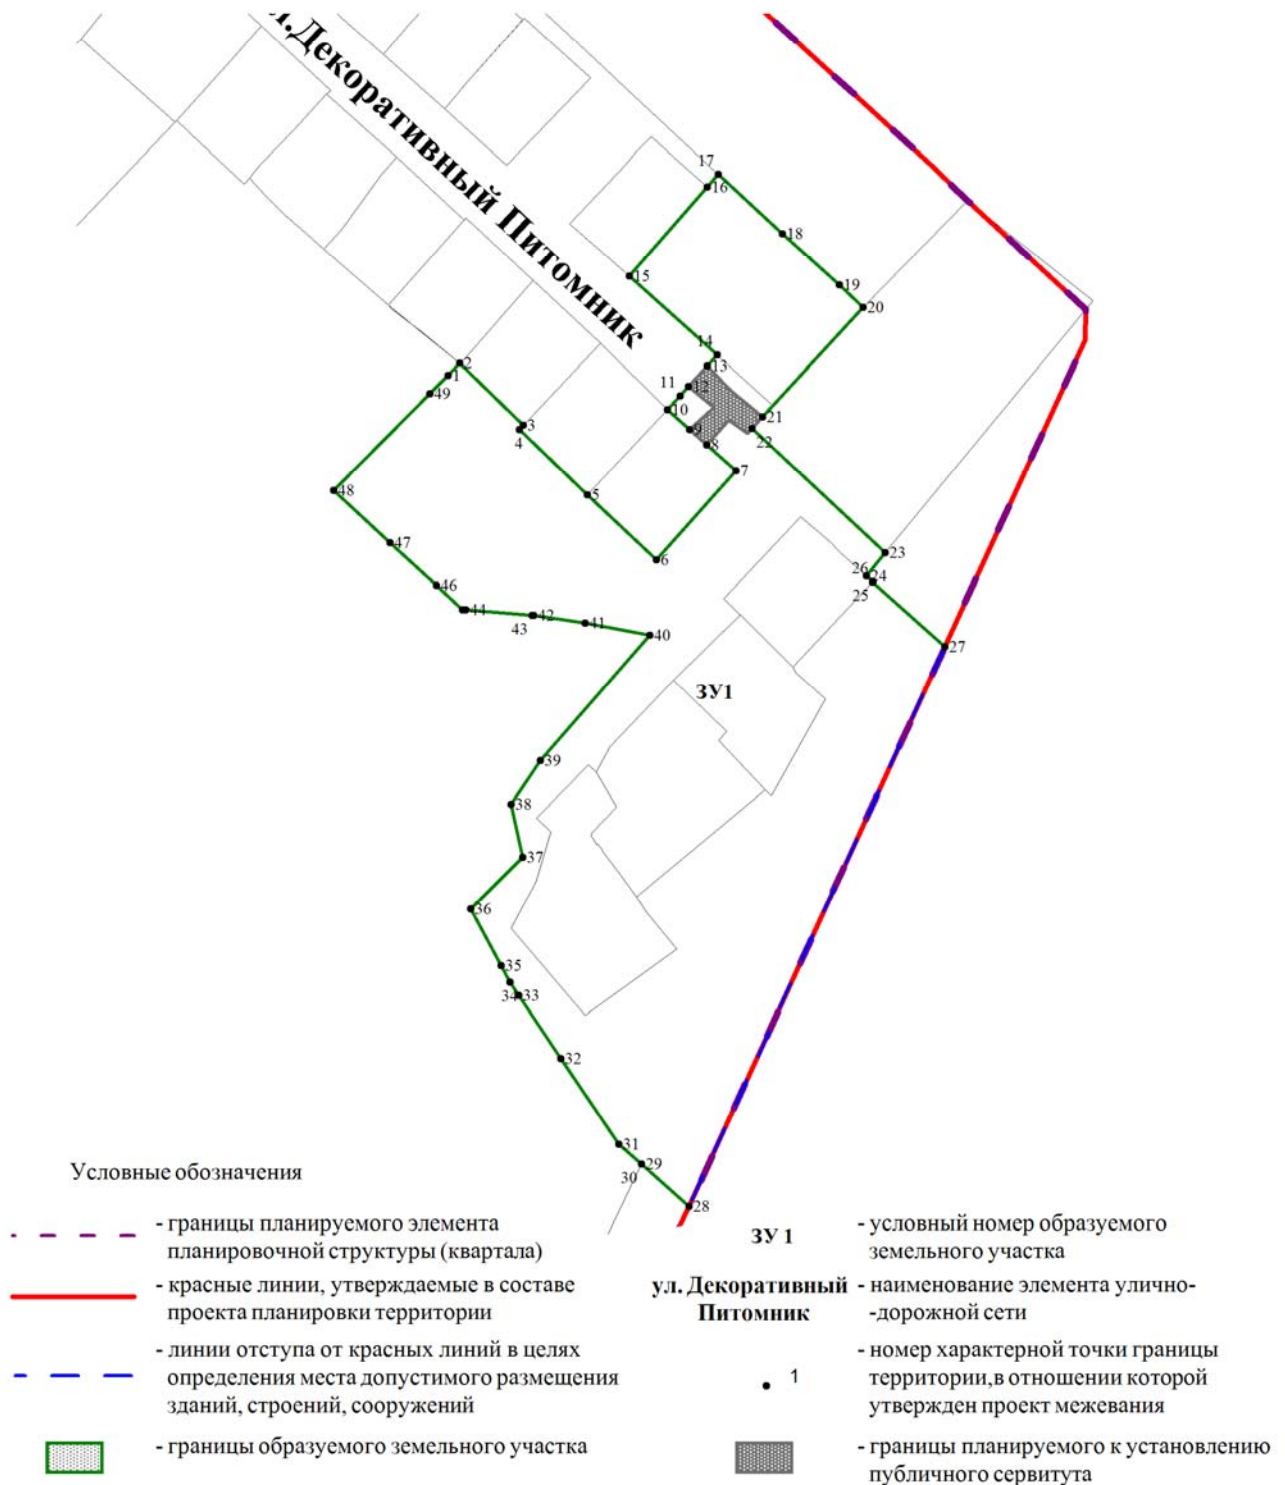 л.Декоративный Питомник
17
16
18
15
19
20
14
13
12
11
10
2
1
49
3
4
21
22
9
8
7
5
48
6
23
47
26
24
25
46
44
42
43
41
40
27
ЗУ1
39
38
37
36
35
34
33
32
31
29
30
28
Условные обозначения
- границы планируемого элемента
планировочной структуры (квартала)
- красные линии, утверждаемые в составе
проекта планировки территории
- линии отступа от красных линий в целях
определения места допустимого размещения
зданий, строений, сооружений
- границы образуемого земельного участка
ЗУ 1
- условный номер образуемого
земельного участка
ул. Декоративный
Питомник
- наименование элемента улично-
-дорожной сети
1
- номер характерной точки границы
территории,в отношении которой
утвержден проект межевания
- границы планируемого к установлению
публичного сервитута